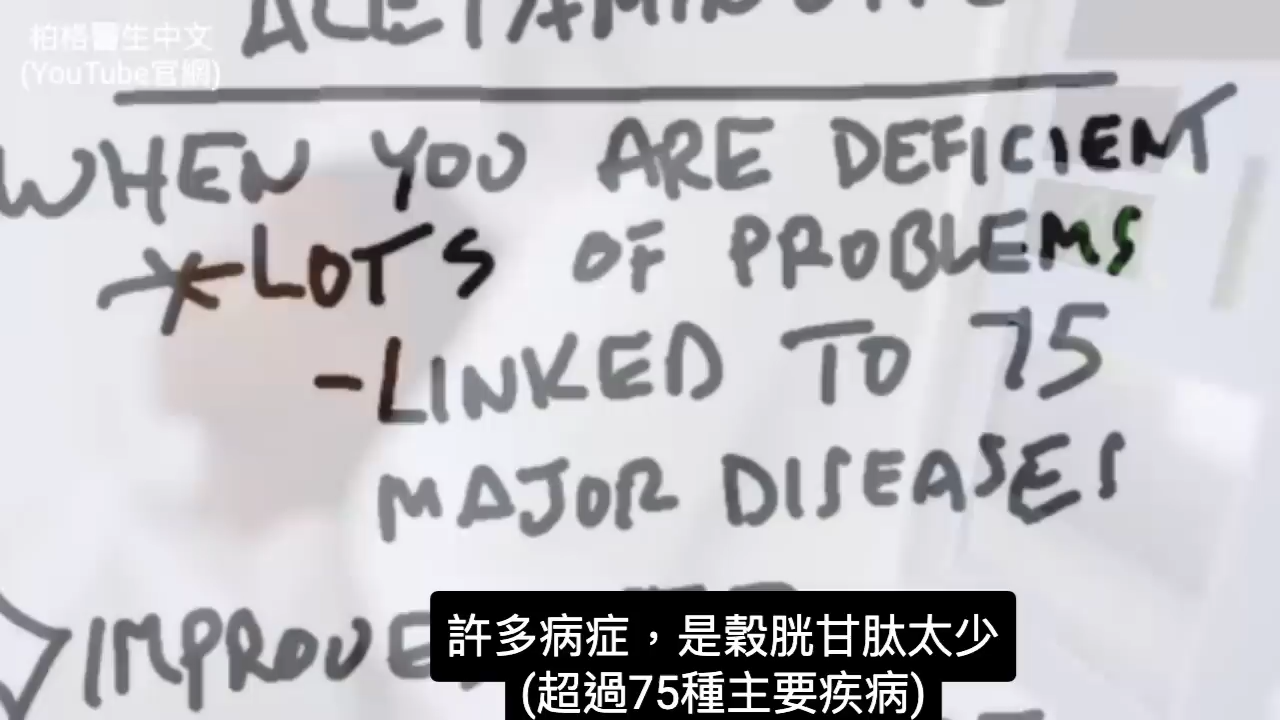 柏格醫生中文
(YouTube官網)
WHEN YOU ARE DEFICIENT
*LOTS OF PROBLEMS
-LINKED TO 75
MAJOR DISEASES
許多病症，是穀胱甘肽太少
(超過75種主要疾病)